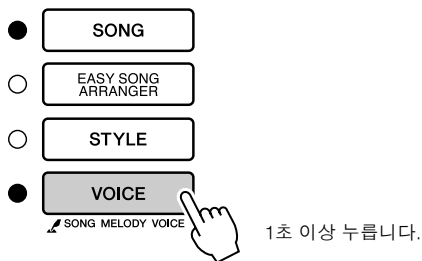 SONG
EASY SONG
ARRANGER
STYLE
VOICE
SONG MELODY VOICE
1초 이상 누릅니다.